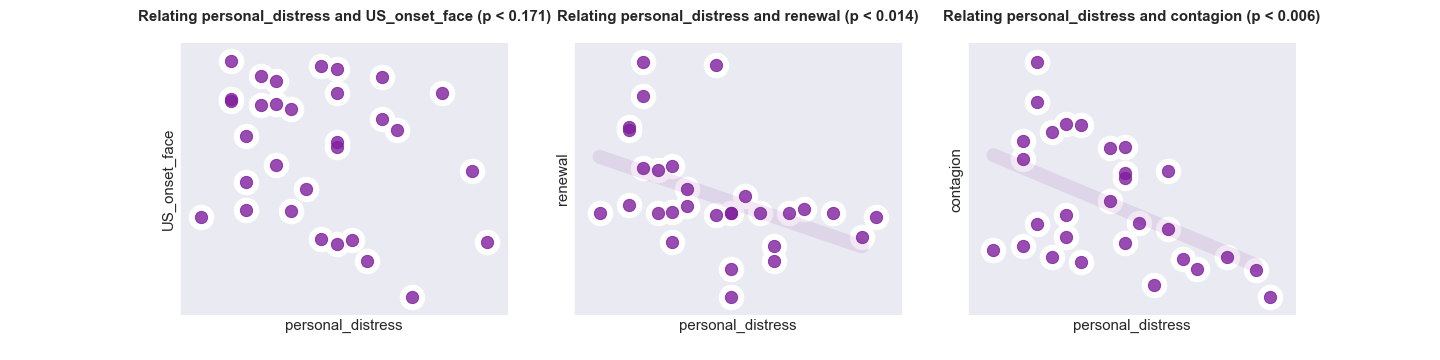 Relating personal_distress and US_onset_face (p < 0.171)
US_onset_face
personal_distress
Relating personal_distress and renewal (p < 0.014)
renewal
personal_distress
Relating personal_distress and contagion (p < 0.006)
contagion
personal_distress